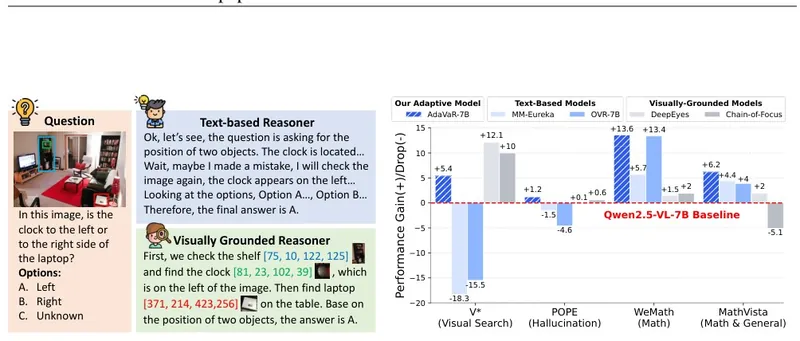 Question
In this image, is the
clock to the left or
to the right side of
the laptop?
Options:
A. Left
B. Right
C. Unknown
Text-based Reasoner
Ok, let's see, the question is asking for the
position of two objects. The clock is located...
Wait, maybe I made a mistake, I will check the
image again, the clock appears on the left...
Looking at the options, Option A..., Option B...
Therefore, the final answer is A.
Visually Grounded Reasoner
First, we check the shelf [75, 10, 122, 125]
and find the clock [81, 23, 102, 39] , which
is on the left of the image. Then find laptop
[371, 214, 423,256] on the table. Base on
the position of two objects, the answer is A.
Our Adaptive Model
AdaVaR-7B
Text-Based Models
MM-Eureka
OVR-7B
Visually-Grounded Models
DeepEyes
Chain-of-Focus
Performance Gain(+)/Drop(-)
15
10
5
0
−5
−10
−15
−20
+5.4
-18.3
-15.5
+12.1
+10
+1.2
-1.5
-4.6
+0.1
+0.6
+13.6
+5.7
+13.4
+1.5
+2
+6.2
+4.4
+4
+2
-5.1
Qwen2.5-VL-7B Baseline
V*
(Visual Search)
POPE
(Hallucination)
WeMath
(Math)
MathVista
(Math & General)